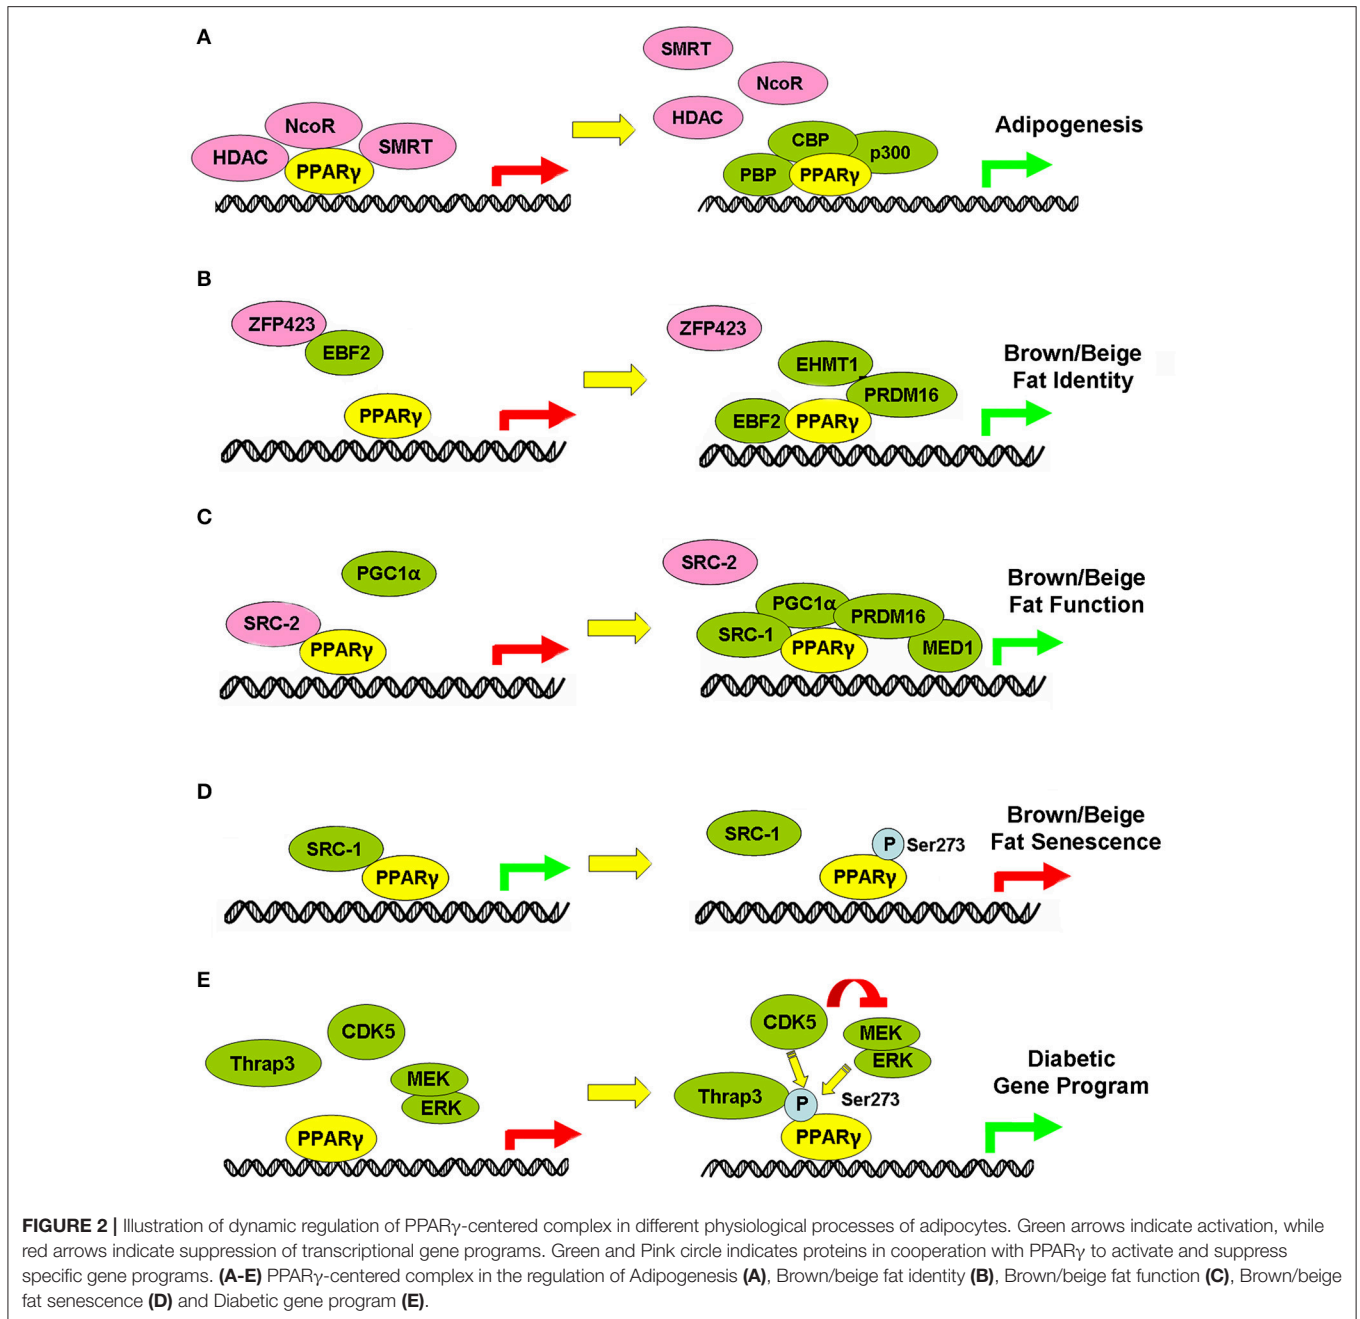 A
SMRT
NcoR
HDAC
NcoR
CBP
Adipogenesis
HDAC
SMRT
p300
PPARγ
PBP
PPARγ
B
ZFP423
ZFP423
EBF2
EHMT1
Brown/Beige
Fat Identity
PRDM16
PPARγ
EBF2
PPARγ
C
SRC-2
PGC1α
Brown/Beige
Fat Function
PGC1α
PRDM16
SRC-2
SRC-1
PPARγ
PPARγ
MED1
D
Brown/Beige
Fat Senescence
SRC-1
SRC-1
P
Ser273
PPARγ
PPARγ
E
CDK5
CDK5
MEK
ERK
Thrap3
MEK
ERK
Diabetic
Gene Program
Thrap3
P
Ser273
PPARγ
PPARγ
FIGURE 2 | Illustration of dynamic regulation of PPARγ-centered complex in different physiological processes of adipocytes. Green arrows indicate activation, while
red arrows indicate suppression of transcriptional gene programs. Green and Pink circle indicates proteins in cooperation with PPARγ to activate and suppress
specific gene programs. (A-E) PPARγ-centered complex in the regulation of Adipogenesis (A), Brown/beige fat identity (B), Brown/beige fat function (C), Brown/beige
fat senescence (D) and Diabetic gene program (E).